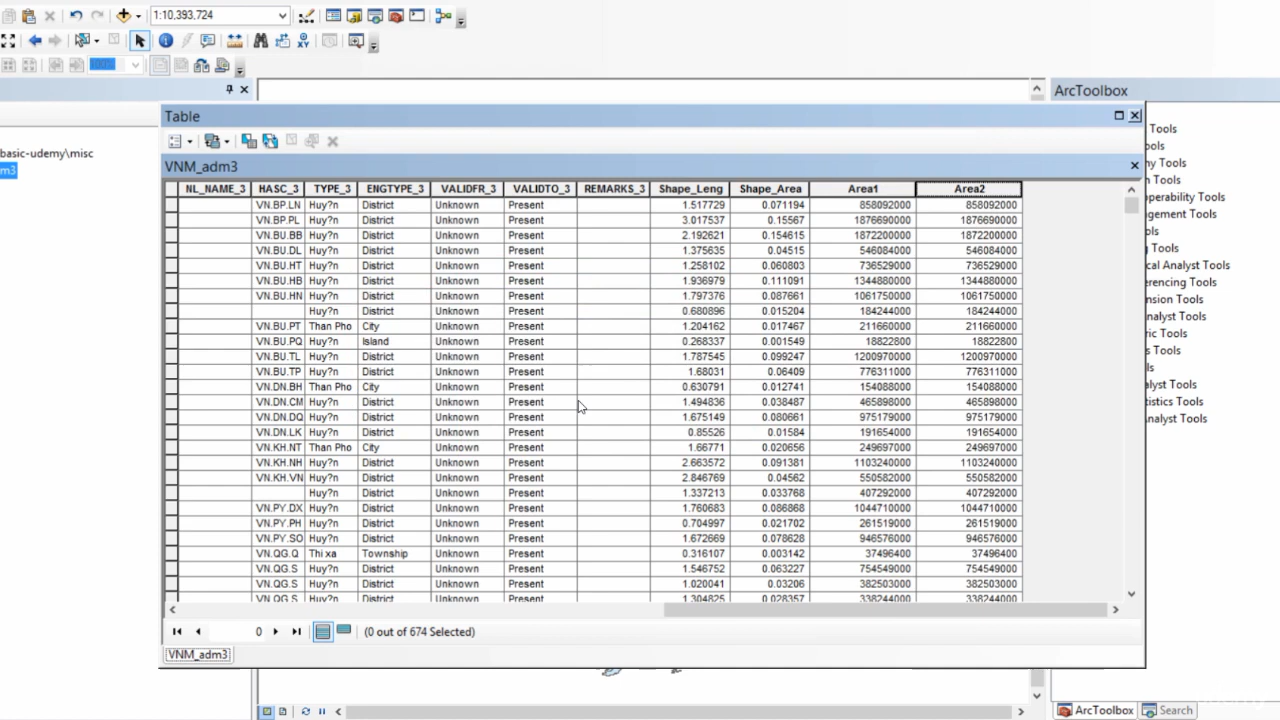 1:10,393,724
100%
ArcToolbox
Table
basic-udemy\misc
m3
VNM_adm3
NL_NAME_3 HASC_3 TYPE_3 ENGTYPE_3 VALIDFR_3 VALIDTO_3 REMARKS_3 Shape_Leng Shape_Area Area1 Area2
VN.BP.LN Huy?n District Unknown Present 1.517729 0.071194 858092000 858092000
VN.BP.PL Huy?n District Unknown Present 3.017537 0.15567 1876690000 1876690000
VN.BU.BB Huy?n District Unknown Present 2.192621 0.154615 1872200000 1872200000
VN.BU.DL Huy?n District Unknown Present 1.375635 0.04515 546084000 546084000
VN.BU.HT Huy?n District Unknown Present 1.258102 0.060803 736529000 736529000
VN.BU.HB Huy?n District Unknown Present 1.936979 0.111091 1344880000 1344880000
VN.BU.HN Huy?n District Unknown Present 1.797376 0.087661 1061750000 1061750000
Huy?n District Unknown Present 0.680896 0.015204 184244000 184244000
VN.BU.PT Than Pho City Unknown Present 1.204162 0.017467 211660000 211660000
VN.BU.PQ Huy?n Island Unknown Present 0.268337 0.001549 18822800 18822800
VN.BU.TL Huy?n District Unknown Present 1.787545 0.099247 1200970000 1200970000
VN.BU.TP Huy?n District Unknown Present 1.68031 0.06409 776311000 776311000
VN.DN.BH Than Pho City Unknown Present 0.630791 0.012741 154088000 154088000
VN.DN.CM Huy?n District Unknown Present 1.494836 0.038487 465898000 465898000
VN.DN.DQ Huy?n District Unknown Present 1.675149 0.080661 975179000 975179000
VN.DN.LK Huy?n District Unknown Present 0.85526 0.01584 191654000 191654000
VN.KH.NT Than Pho City Unknown Present 1.66771 0.020656 249697000 249697000
VN.KH.NH Huy?n District Unknown Present 2.663572 0.091381 1103240000 1103240000
VN.KH.VN Huy?n District Unknown Present 2.846769 0.04562 550582000 550582000
Huy?n District Unknown Present 1.337213 0.033768 407292000 407292000
VN.PY.DX Huy?n District Unknown Present 1.760683 0.086868 1044710000 1044710000
VN.PY.PH Huy?n District Unknown Present 0.704997 0.021702 261519000 261519000
VN.PY.SO Huy?n District Unknown Present 1.672669 0.078628 946576000 946576000
VN.QG.Q Thi xa Township Unknown Present 0.316107 0.003142 37496400 37496400
VN.QG.S Huy?n District Unknown Present 1.546752 0.063227 754549000 754549000
VN.QG.S Huy?n District Unknown Present 1.020041 0.03206 382503000 382503000
VN.QG.S Huy?n District Unknown Present 1.304825 0.028357 338244000 338244000
0 (0 out of 674 Selected)
VNM_adm3
Tools
ools
hy Tools
n Tools
perability Tools
gement Tools
ols
g Tools
cal Analyst Tools
erencing Tools
nsion Tools
Analyst Tools
ric Tools
s Tools
ls
alyst Tools
tistics Tools
Analyst Tools
ArcToolbox Search